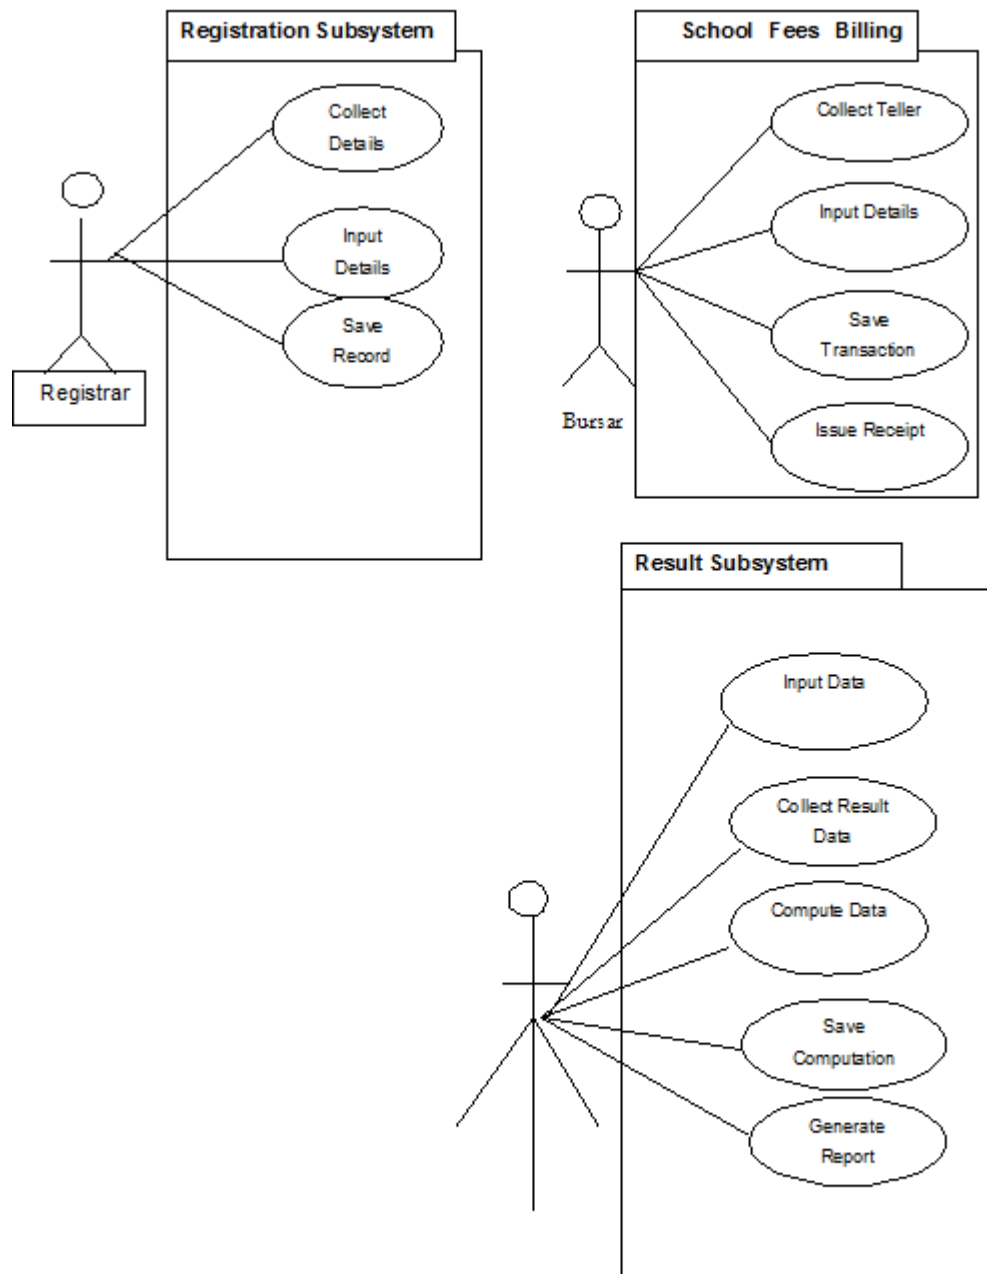 Registration Subsystem
Collect
Details
Input
Details
Save
Record
Registrar
School Fees Billing
Collect Teller
Input Details
Save
Transaction
Issue Receipt
Bursar
Result Subsystem
Input Data
Collect Result
Data
Compute Data
Save
Computation
Generate
Report